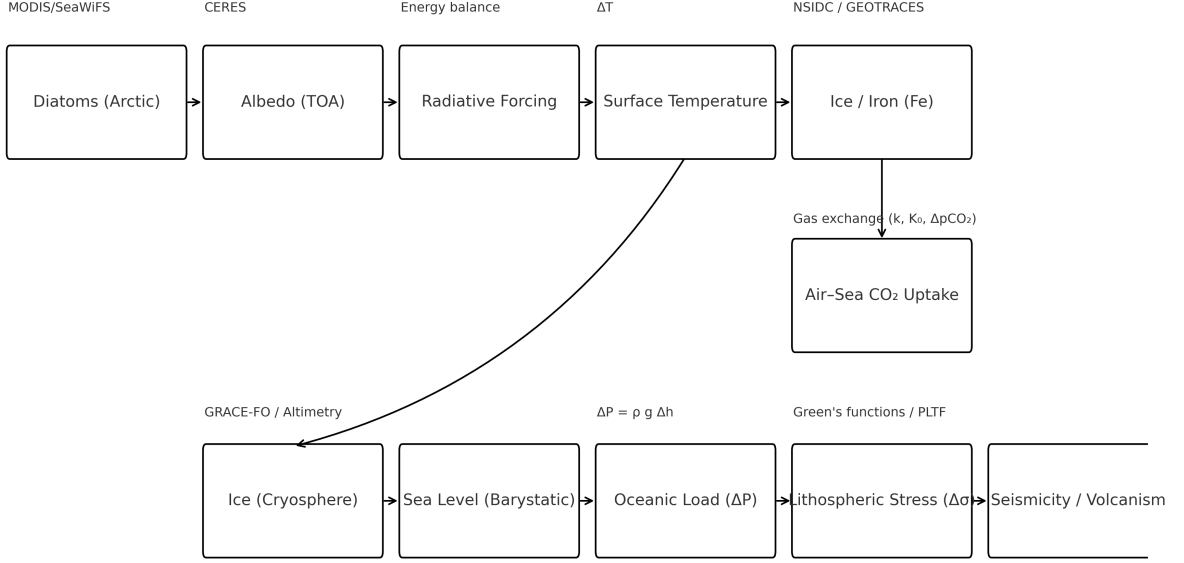 MODIS/SeaWiFS
CERES
Energy balance
ΔT
NSIDC / GEOTRACES
Diatoms (Arctic)
Albedo (TOA)
Radiative Forcing
Surface Temperature
Ice / Iron (Fe)
Gas exchange (k, K₀, ΔpCO₂)
Air–Sea CO₂ Uptake
GRACE-FO / Altimetry
ΔP = ρ g Δh
Green's functions / PLTF
Ice (Cryosphere)
Sea Level (Barystatic)
Oceanic Load (ΔP)
Lithospheric Stress (Δσ)
Seismicity / Volcanism